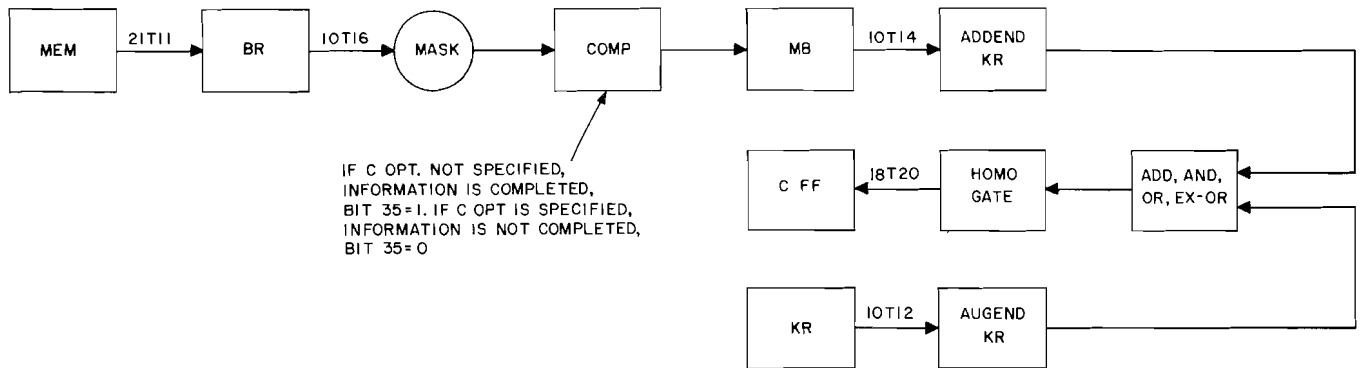 MEM
21T11
BR
10T16
MASK
COMP
MB
10T14
ADDEND
KR
IF C OPT. NOT SPECIFIED,
INFORMATION IS COMPLETED,
BIT 35=1. IF C OPT IS SPECIFIED,
INFORMATION IS NOT COMPLETED,
BIT 35=0
C FF
18T20
HOMO
GATE
ADD, AND,
OR, EX-OR
KR
10T12
AUGEND
KR